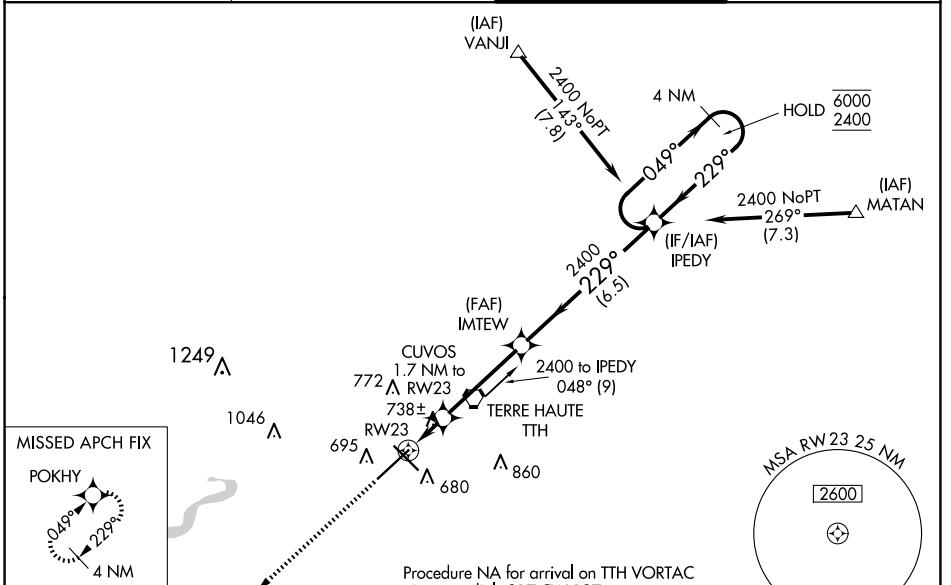 (IAF)
VANJI
2400 NoPT
143°
(7.8)
4 NM
HOLD
6000
2400
049°
229°
2400 NoPT
269°
(7.3)
(IAF)
MATAN
(IF/IAF)
IPEDY
2400
229°
(6.5)
(FAF)
IMTEW
1249
CUVOS
1.7 NM to
RW23
772
2400 to IPEDY
048° (9)
738±
TERRE HAUTE
TTH
1046
RW23
695
680
860
MISSED APCH FIX
POKHY
049°
229°
4 NM
MSA RW 23 25 NM
2600
Procedure NA for arrival on TTH VORTAC